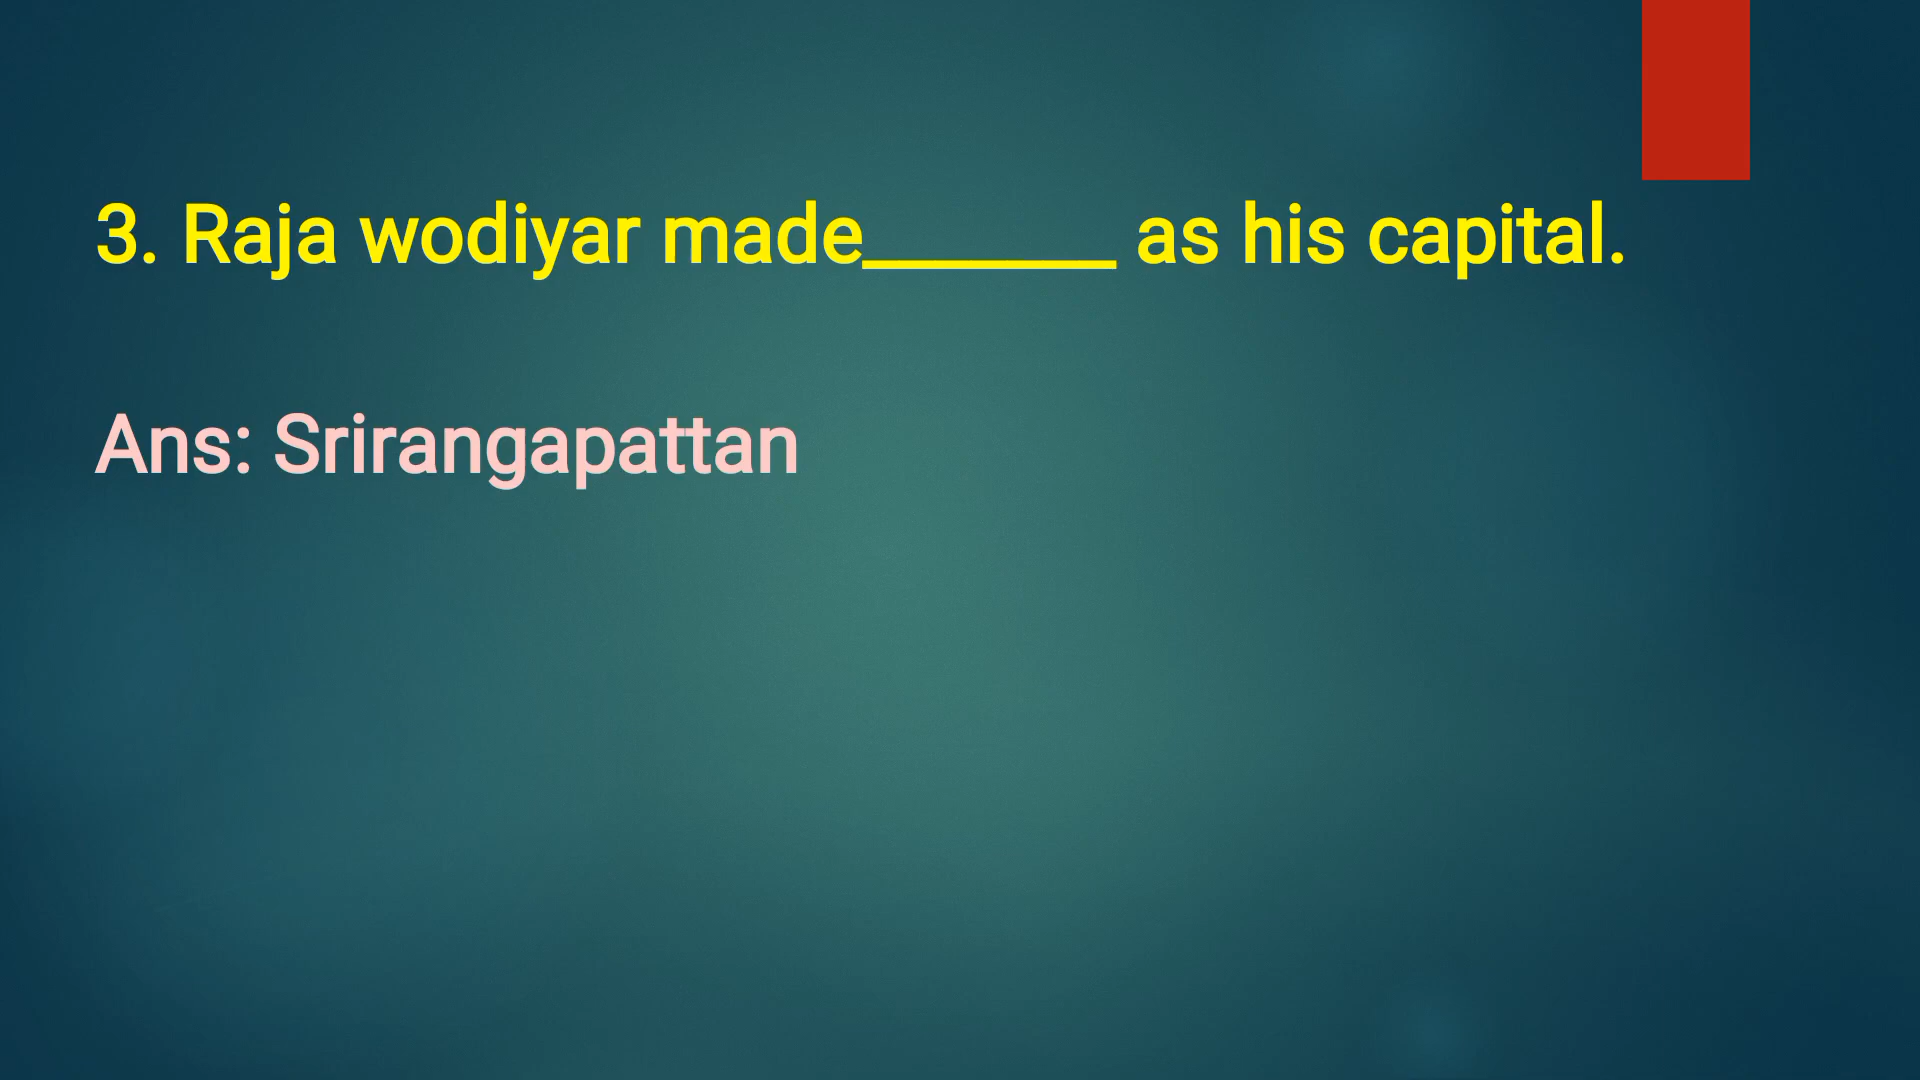 3. Raja wodiyar made_______ as his capital.
Ans: Srirangapattan